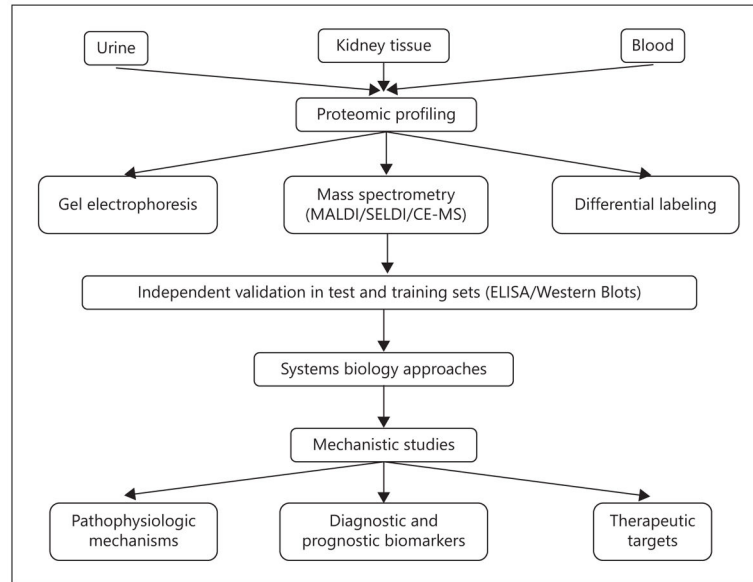 Urine
Kidney tissue
Blood
Proteomic profiling
Gel electrophoresis
Mass spectrometry
(MALDI/SELDI/CE-MS)
Differential labeling
Independent validation in test and training sets (ELISA/Western Blots)
Systems biology approaches
Mechanistic studies
Pathophysiologic
mechanisms
Diagnostic and
prognostic biomarkers
Therapeutic
targets